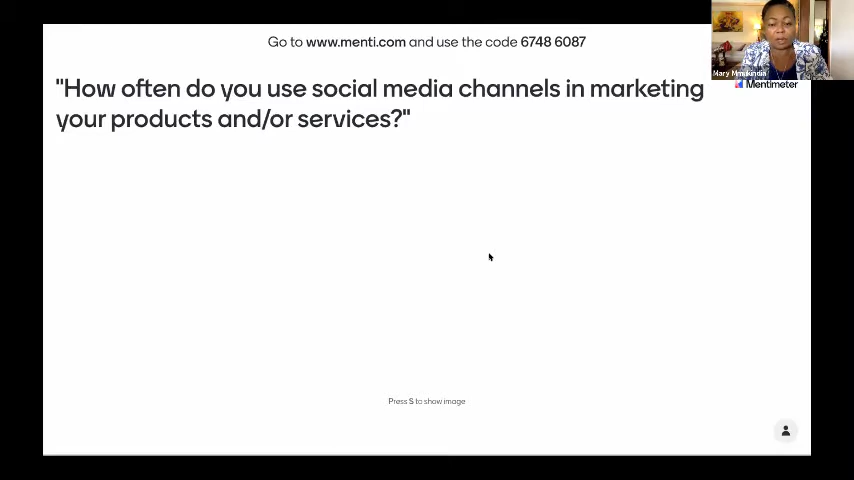 Go to www.menti.com and use the code 6748 6087
"How often do you use social media channels in marketing
your products and/or services?"
Mary
Mentimeter
Press S to show image